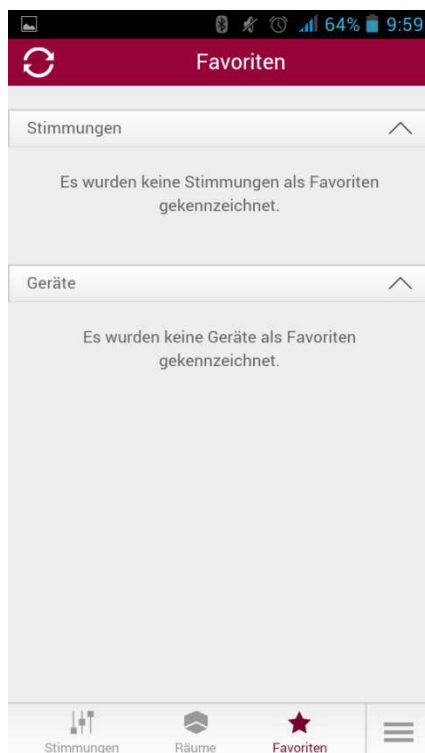 64% 9:59
Favoriten
Stimmungen
Es wurden keine Stimmungen als Favoriten
gekennzeichnet.
Geräte
Es wurden keine Geräte als Favoriten
gekennzeichnet.
Stimmungen Räume Favoriten